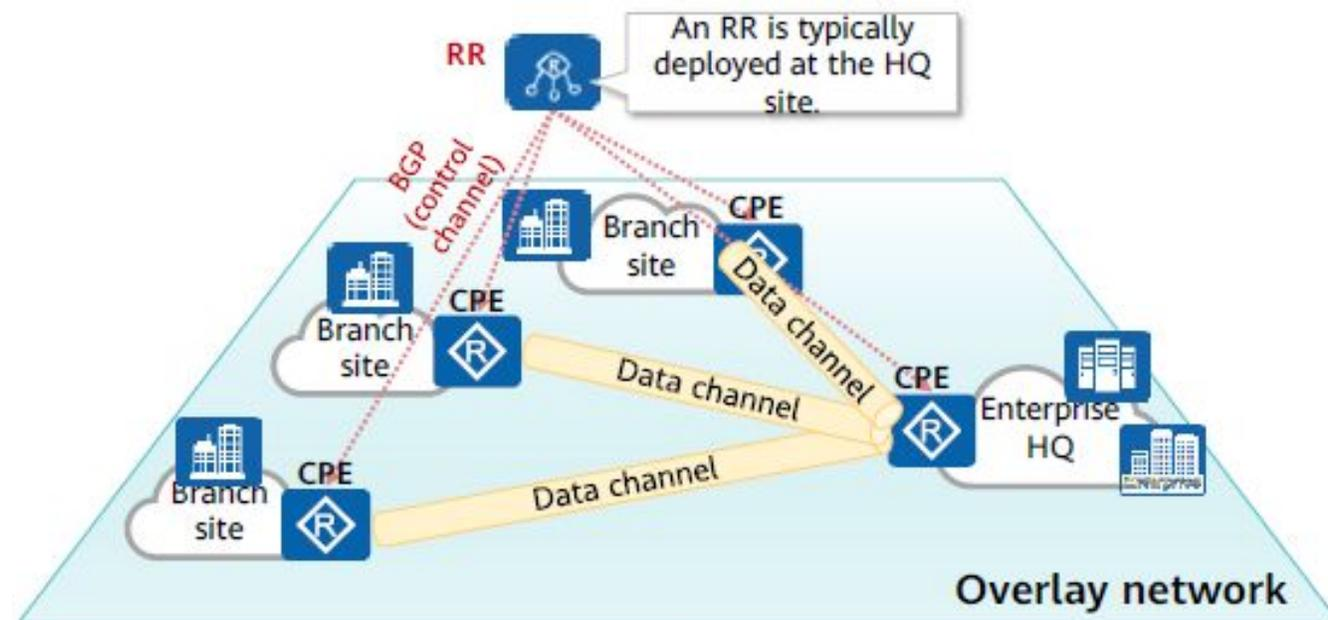 RR
An RR is typically
deployed at the HQ
site.
BGP
(control
channel)
CPE
Branch
site
Data channel
CPE
Branch
site
Data channel
CPE
Enterprise
HQ
R
R
CPE
Branch
site
Data channel
R
Overlay network